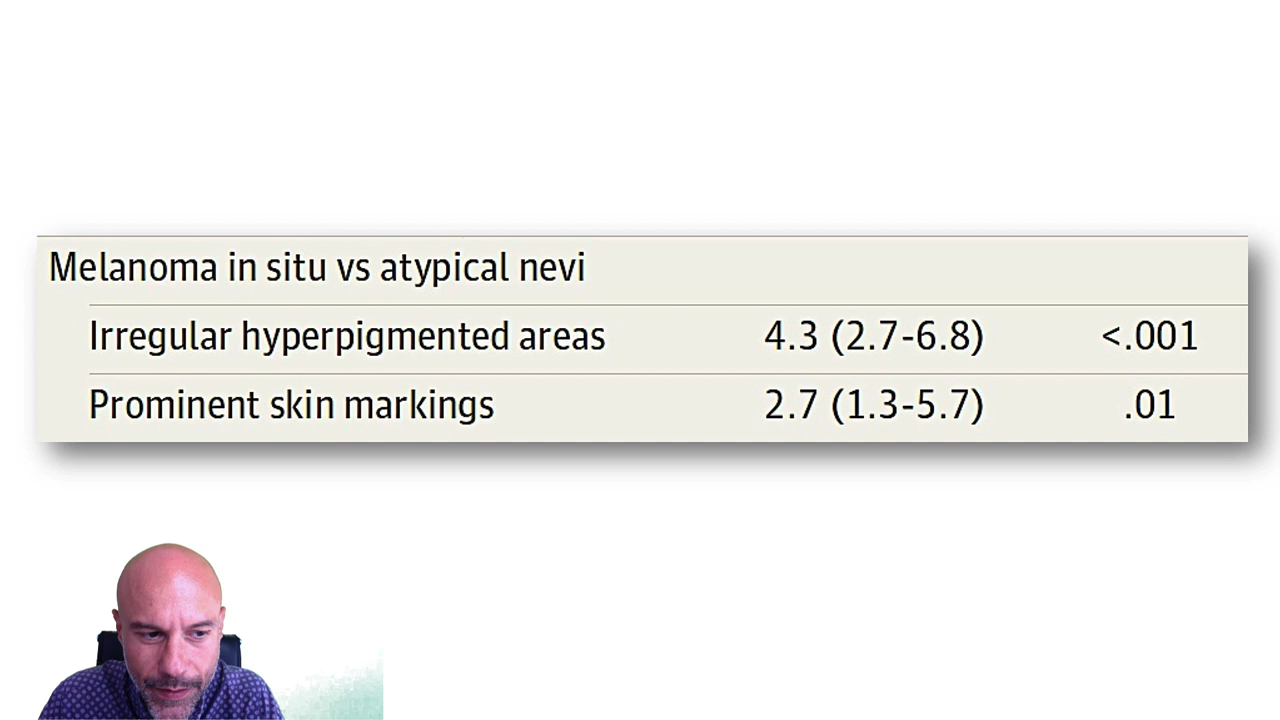 Melanoma in situ vs atypical nevi
Irregular hyperpigmented areas 4.3 (2.7-6.8) <.001
Prominent skin markings 2.7 (1.3-5.7) .01